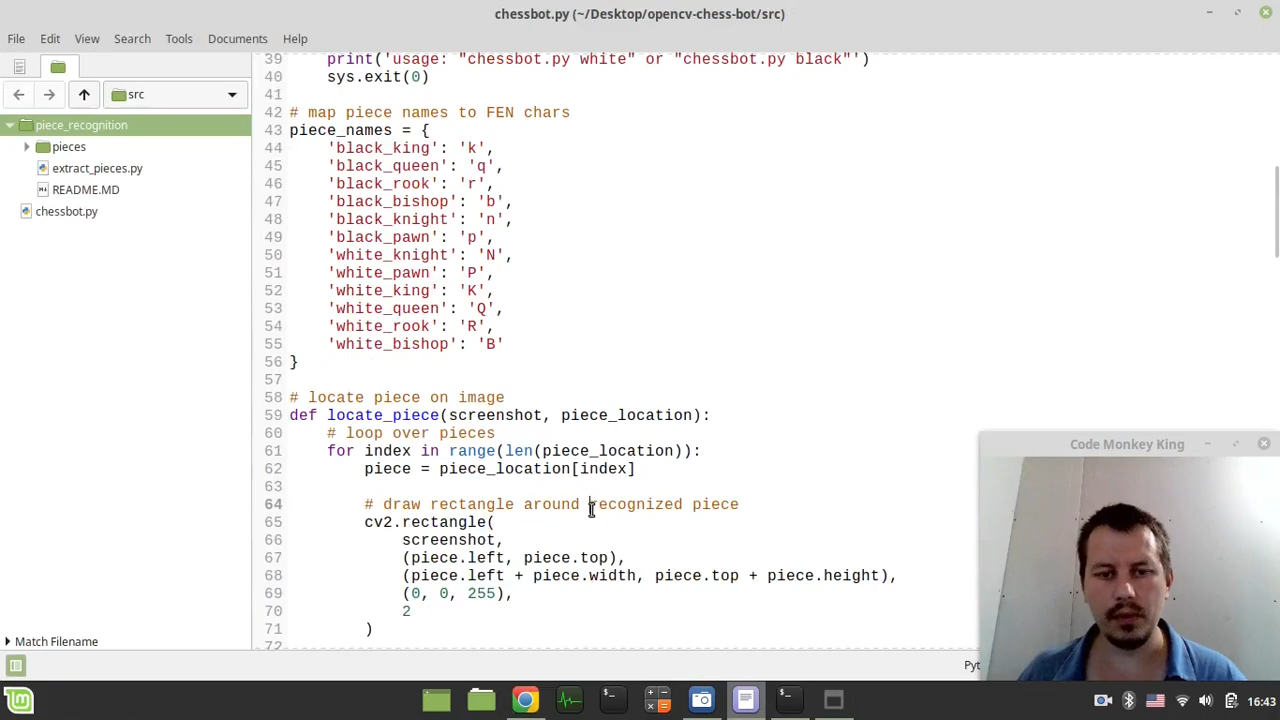 chessbot.py (~/Desktop/opencv-chess-bot/src)
File Edit View Search Tools Documents Help
src
piece_recognition
pieces
extract_pieces.py
README.MD
chessbot.py
Match Filename
39 print('usage: "chessbot.py white" or "chessbot.py black"')
40 sys.exit(0)
41
42 # map piece names to FEN chars
43 piece_names = {
44 'black_king': 'k',
45 'black_queen': 'q',
46 'black_rook': 'r',
47 'black_bishop': 'b',
48 'black_knight': 'n',
49 'black_pawn': 'p',
50 'white_knight': 'N',
51 'white_pawn': 'P',
52 'white_king': 'K',
53 'white_queen': 'Q',
54 'white_rook': 'R',
55 'white_bishop': 'B'
56 }
57
58 # locate piece on image
59 def locate_piece(screenshot, piece_location):
60 # loop over pieces
61 for index in range(len(piece_location)):
62 piece = piece_location[index]
63
64 # draw rectangle around recognized piece
65 cv2.rectangle(
66 screenshot,
67 (piece.left, piece.top),
68 (piece.left + piece.width, piece.top + piece.height),
69 (0, 0, 255),
70 2
71 )
72
Code Monkey King
Pyt
16:43